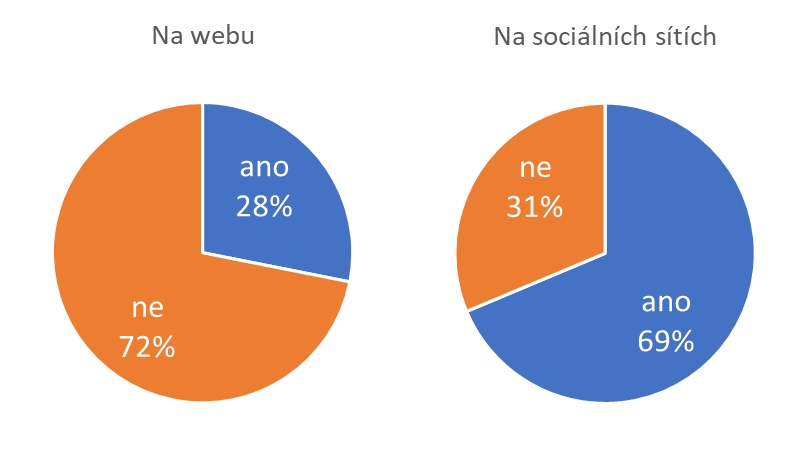 Na webu
ano
28%
ne
72%
Na sociálních sítích
ne
31%
ano
69%